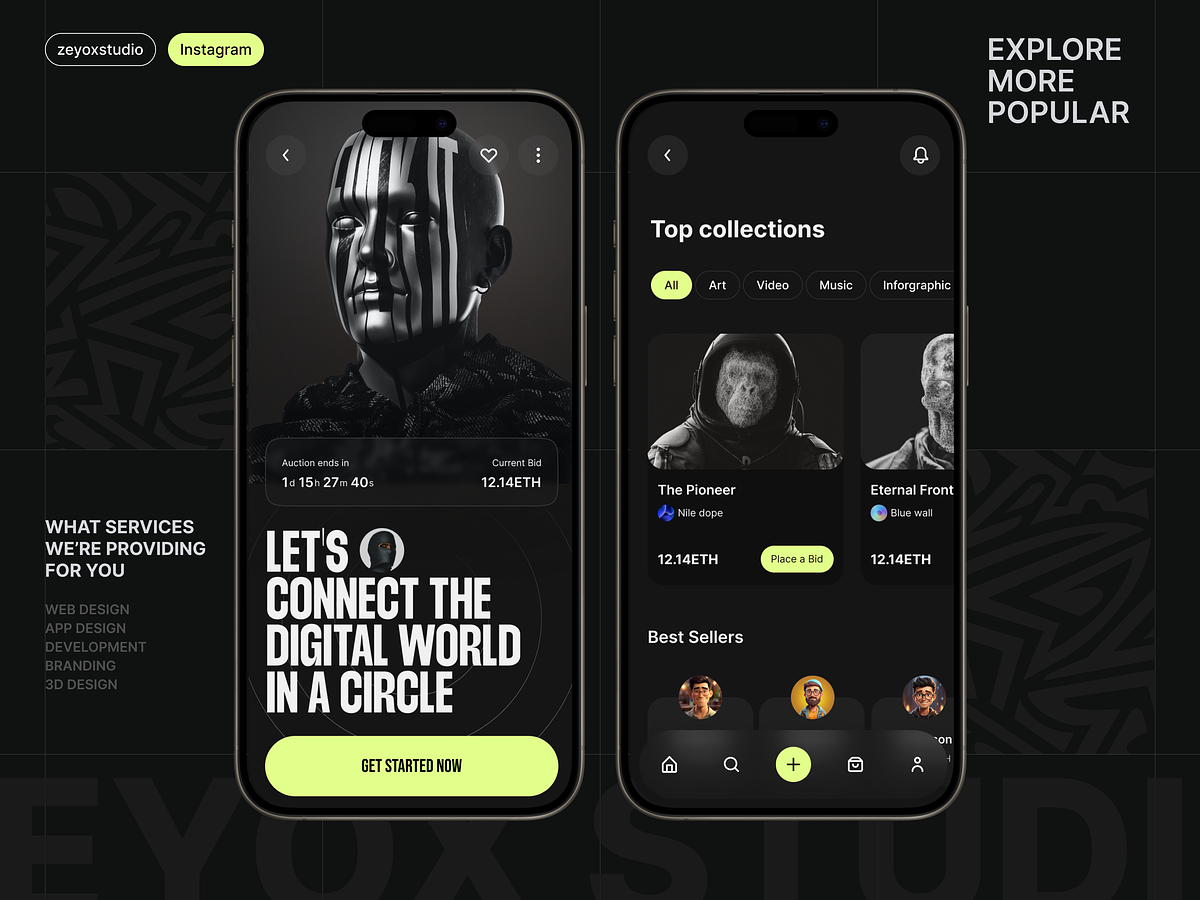 zeyoxstudio
Instagram
EXPLORE
MORE
POPULAR
WHAT SERVICES
WE'RE PROVIDING
FOR YOU
WEB DESIGN
APP DESIGN
DEVELOPMENT
BRANDING
3D DESIGN
Auction ends in
1d 15h 27m 40s
Current Bid
12.14ETH
LET'S
CONNECT THE
DIGITAL WORLD
IN A CIRCLE
GET STARTED NOW
Top collections
All
Art
Video
Music
Inforgraphic
The Pioneer
Nile dope
12.14ETH
Place a Bid
Eternal Front
Blue wall
12.14ETH
Best Sellers
EYOX STUDI